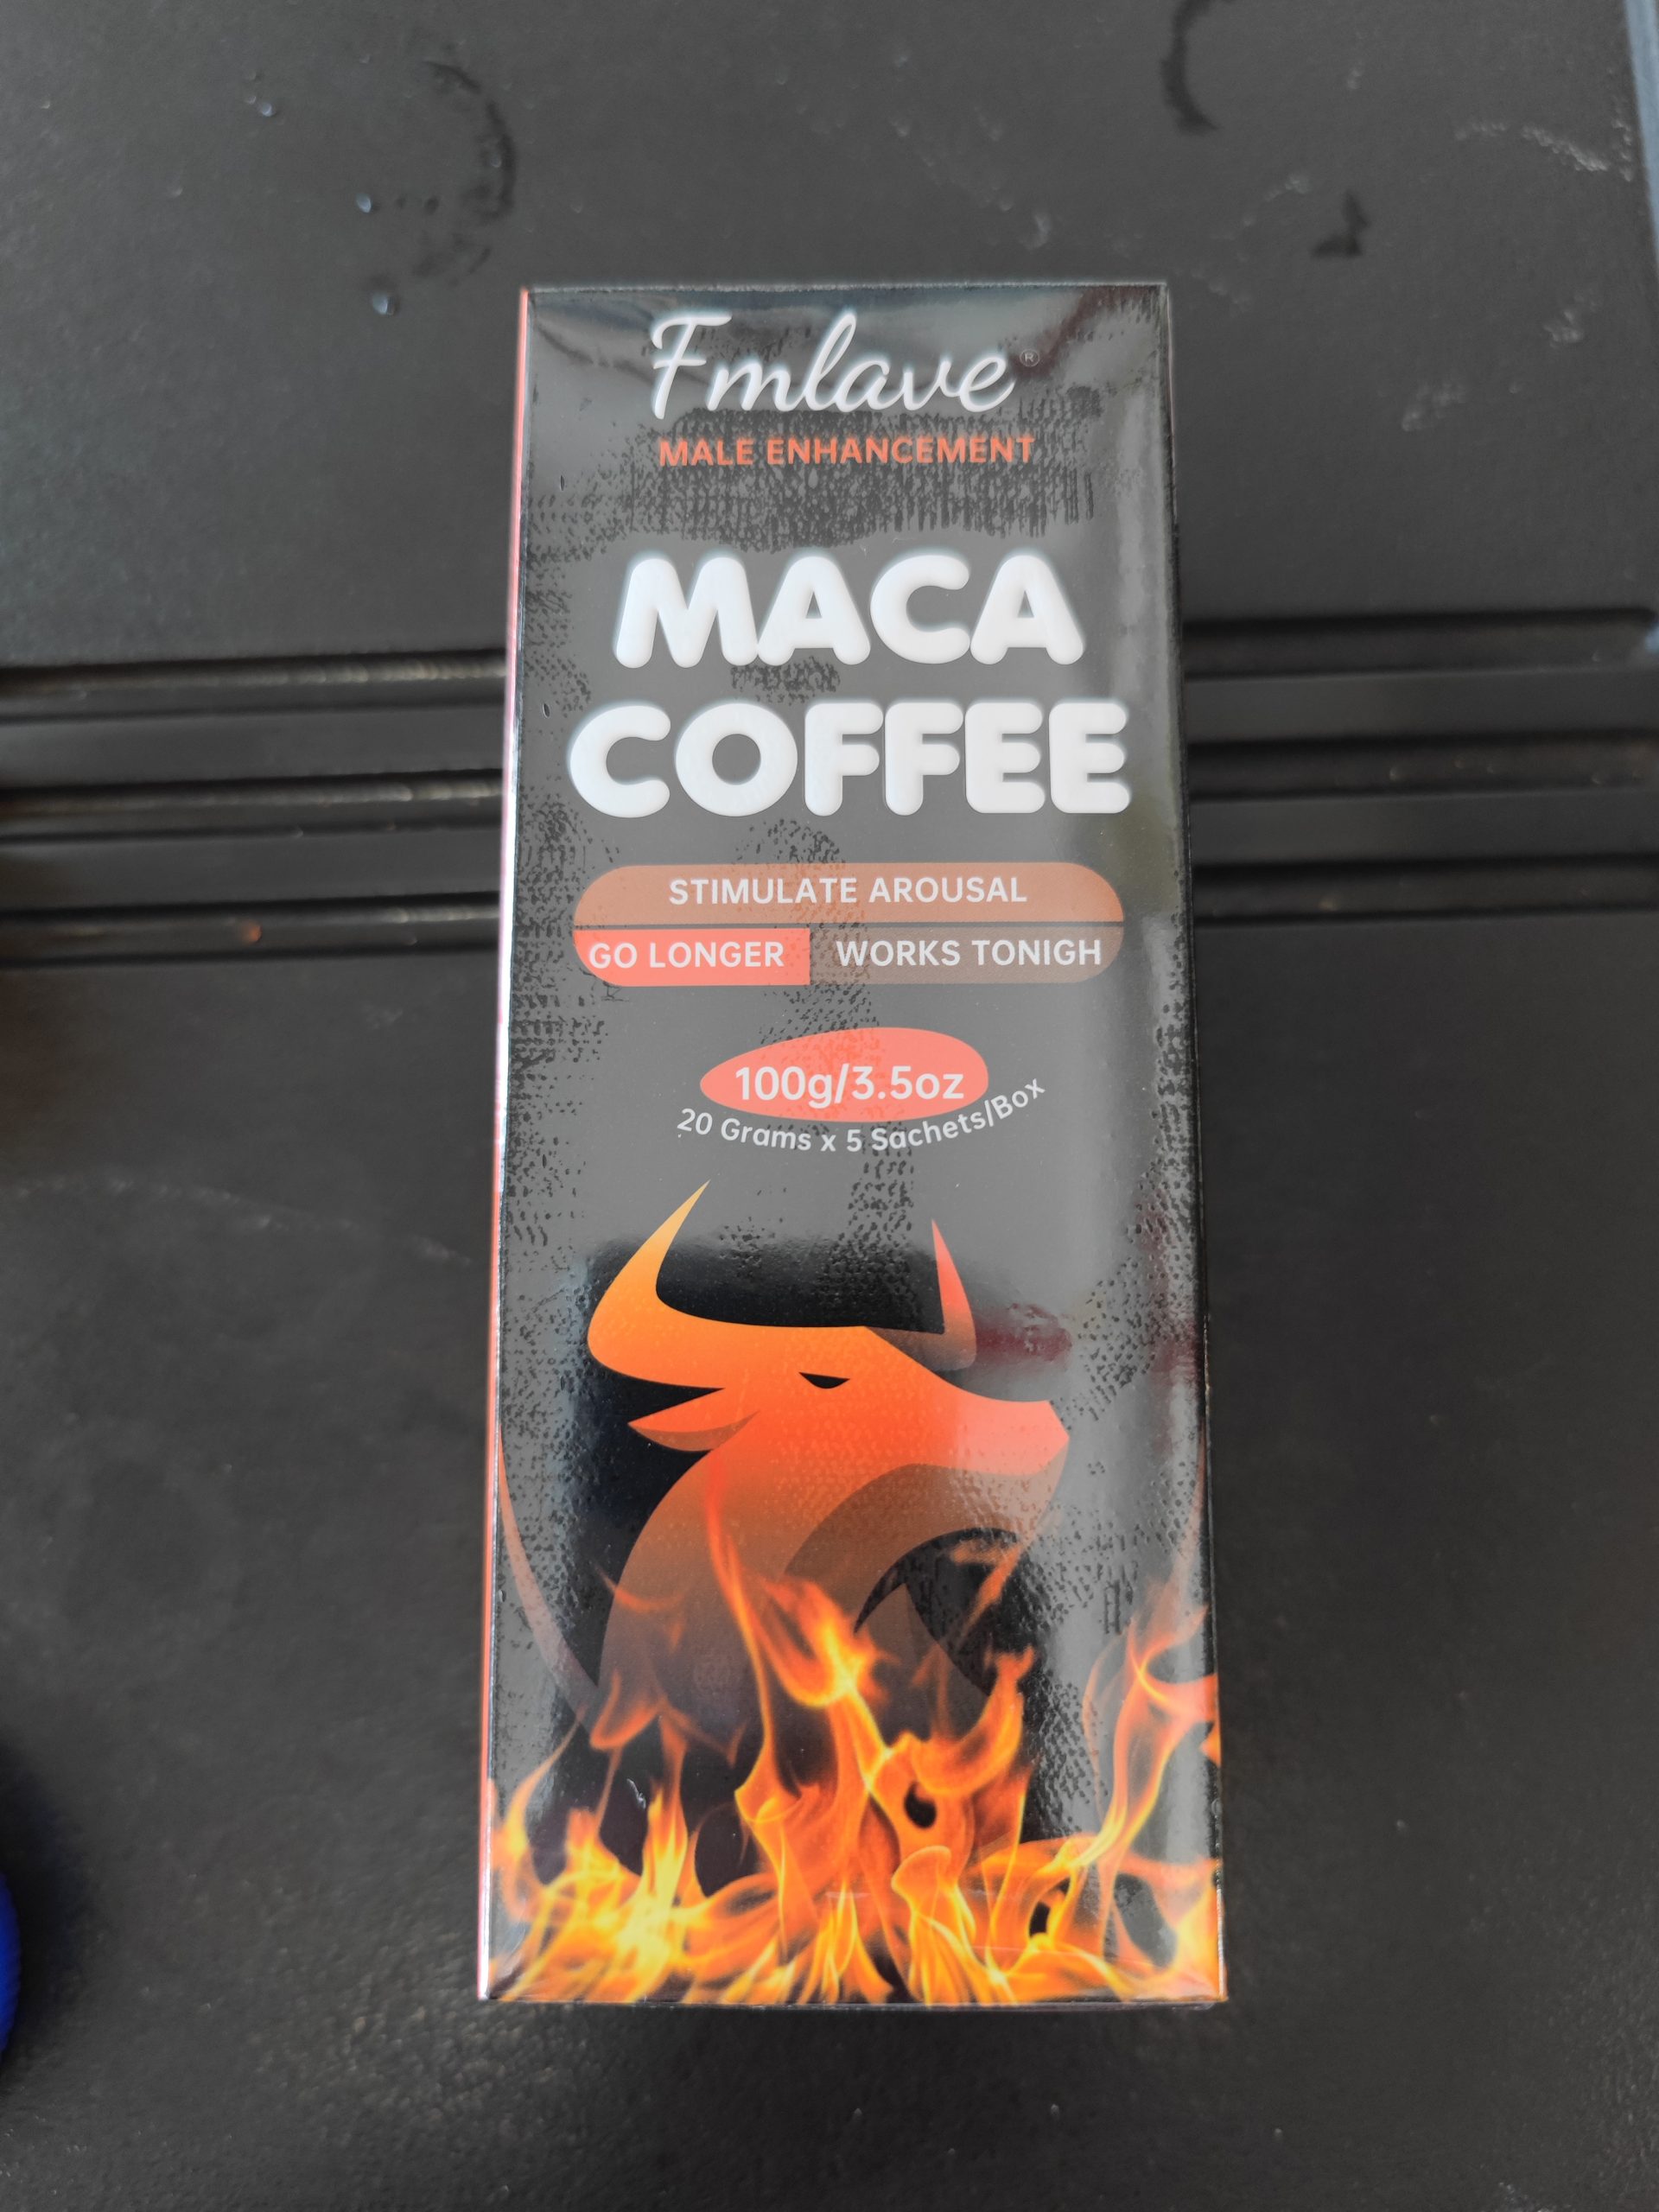 Fmlave®
MALE ENHANCEMENT
MACA
COFFEE
STIMULATE AROUSAL
GO LONGER WORKS TONIGH
100g/3.5oz
20 Grams x 5 Sachets/Box